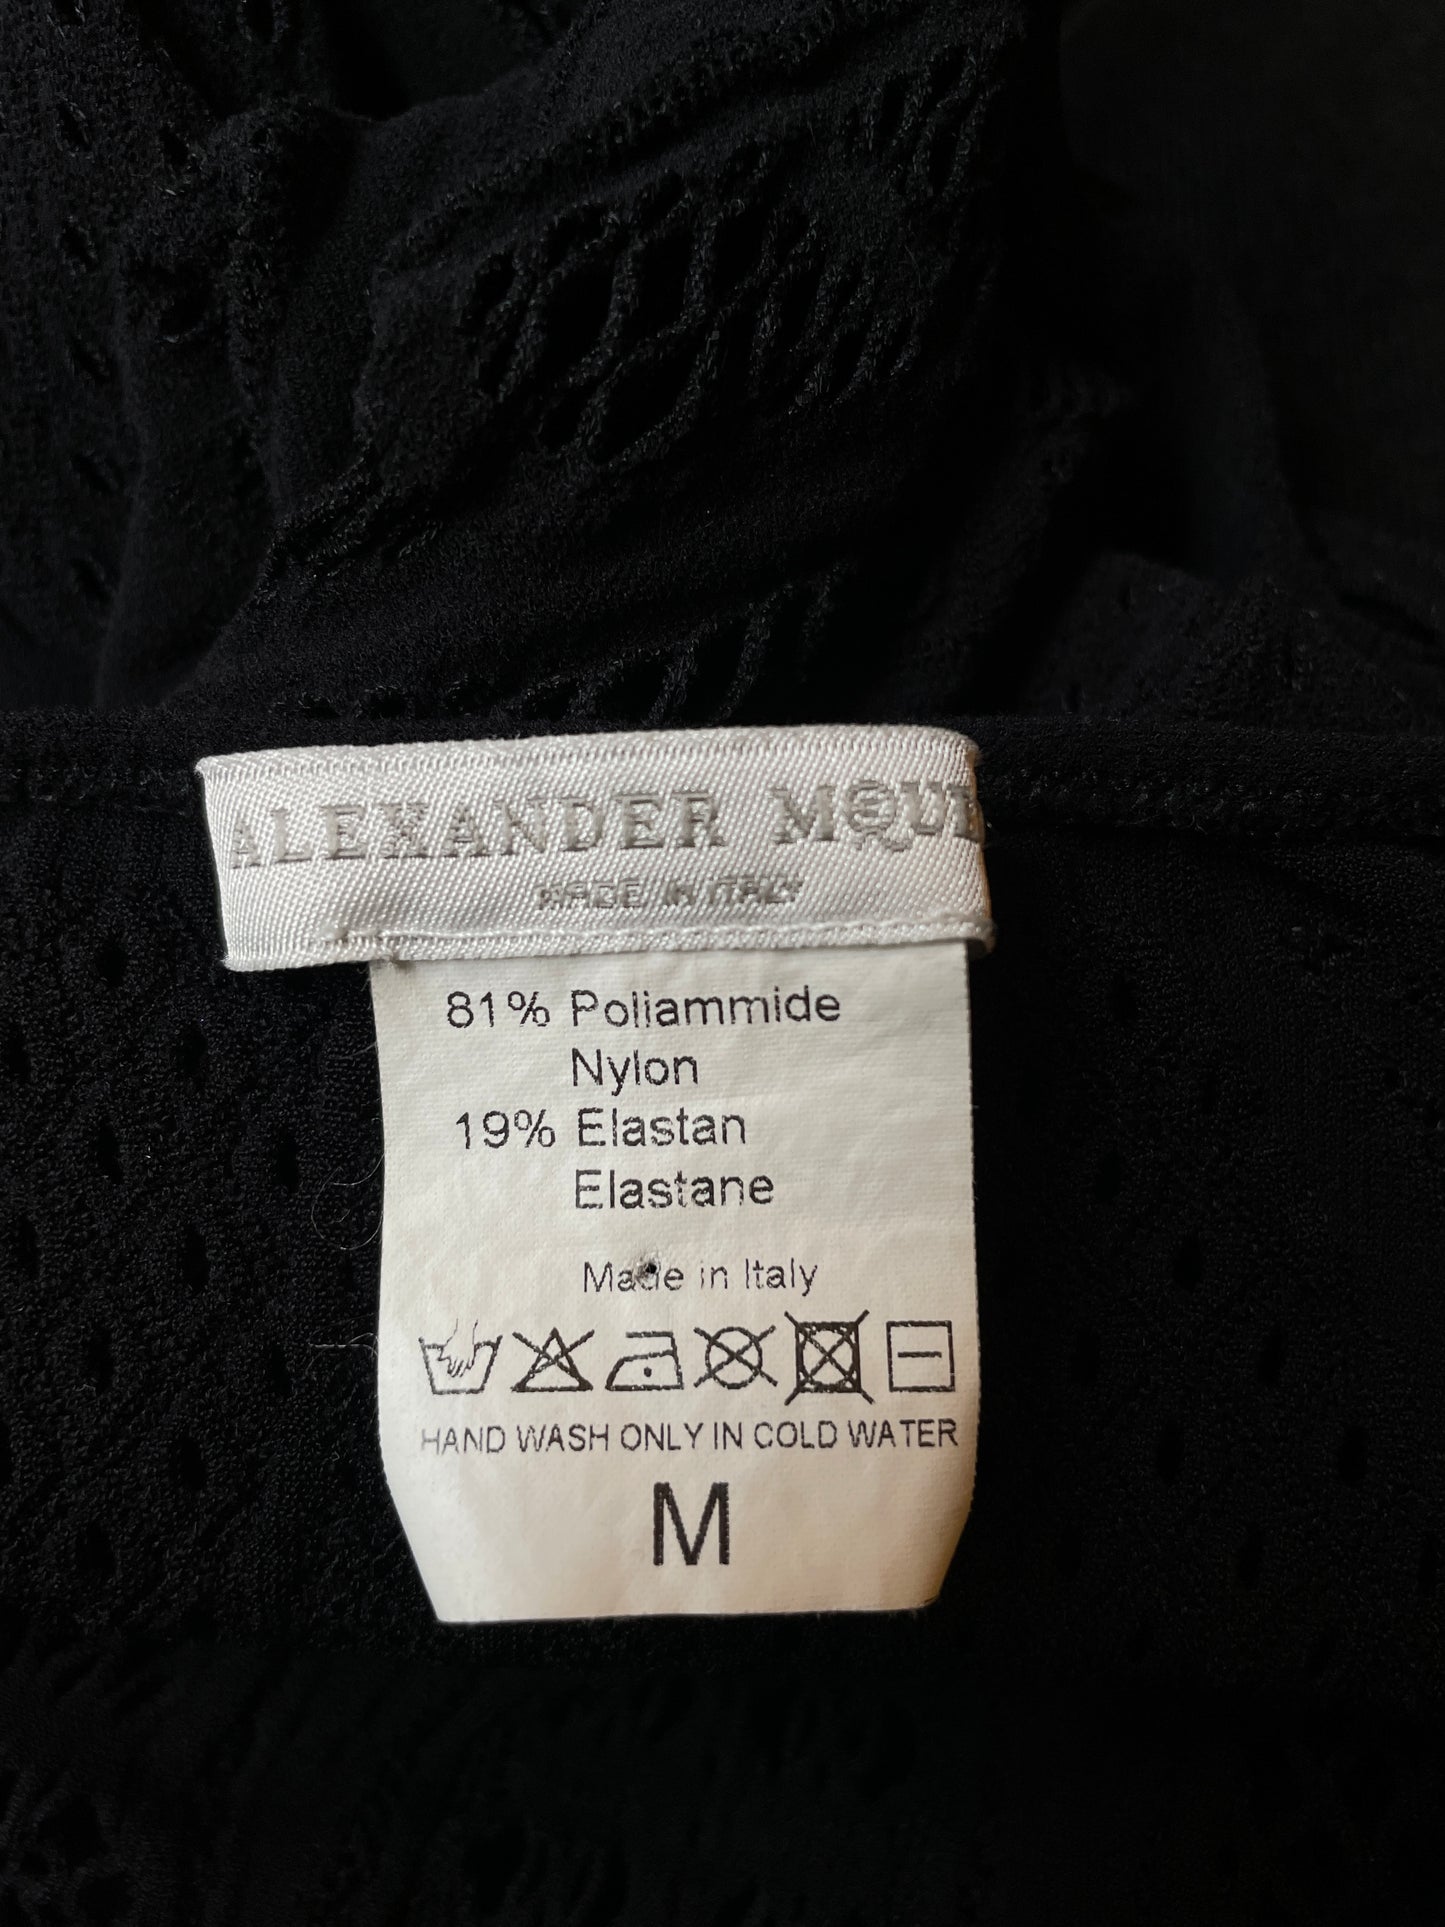 ALEXANDER MCQUE
MADE IN ITALY
81% Poliammide
Nylon
19% Elastan
Elastane
Made in Italy
HAND WASH ONLY IN COLD WATER
M